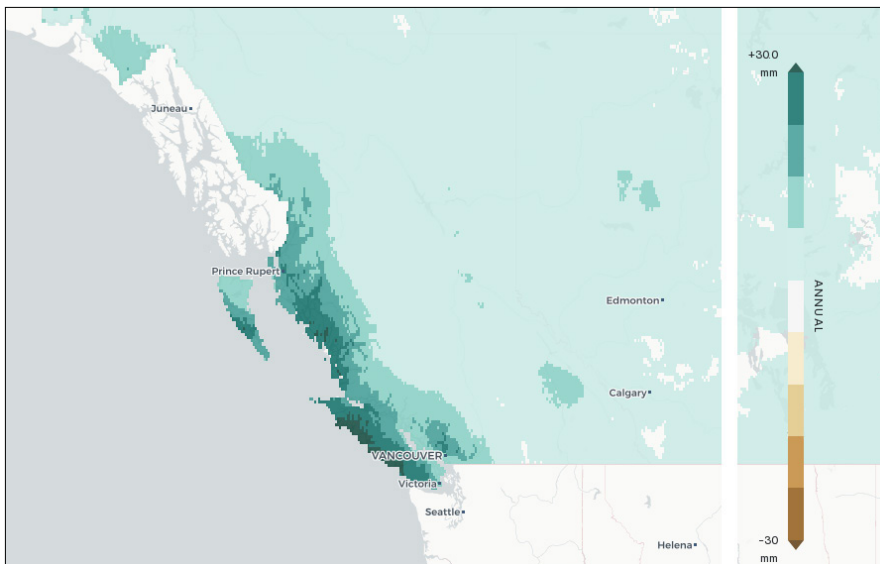 +30.0
mm
Juneau
Prince Rupert
Edmonton
ANNUAL
Calgary
VANCOUVER
Victoria
Seattle
Helena
-30
mm